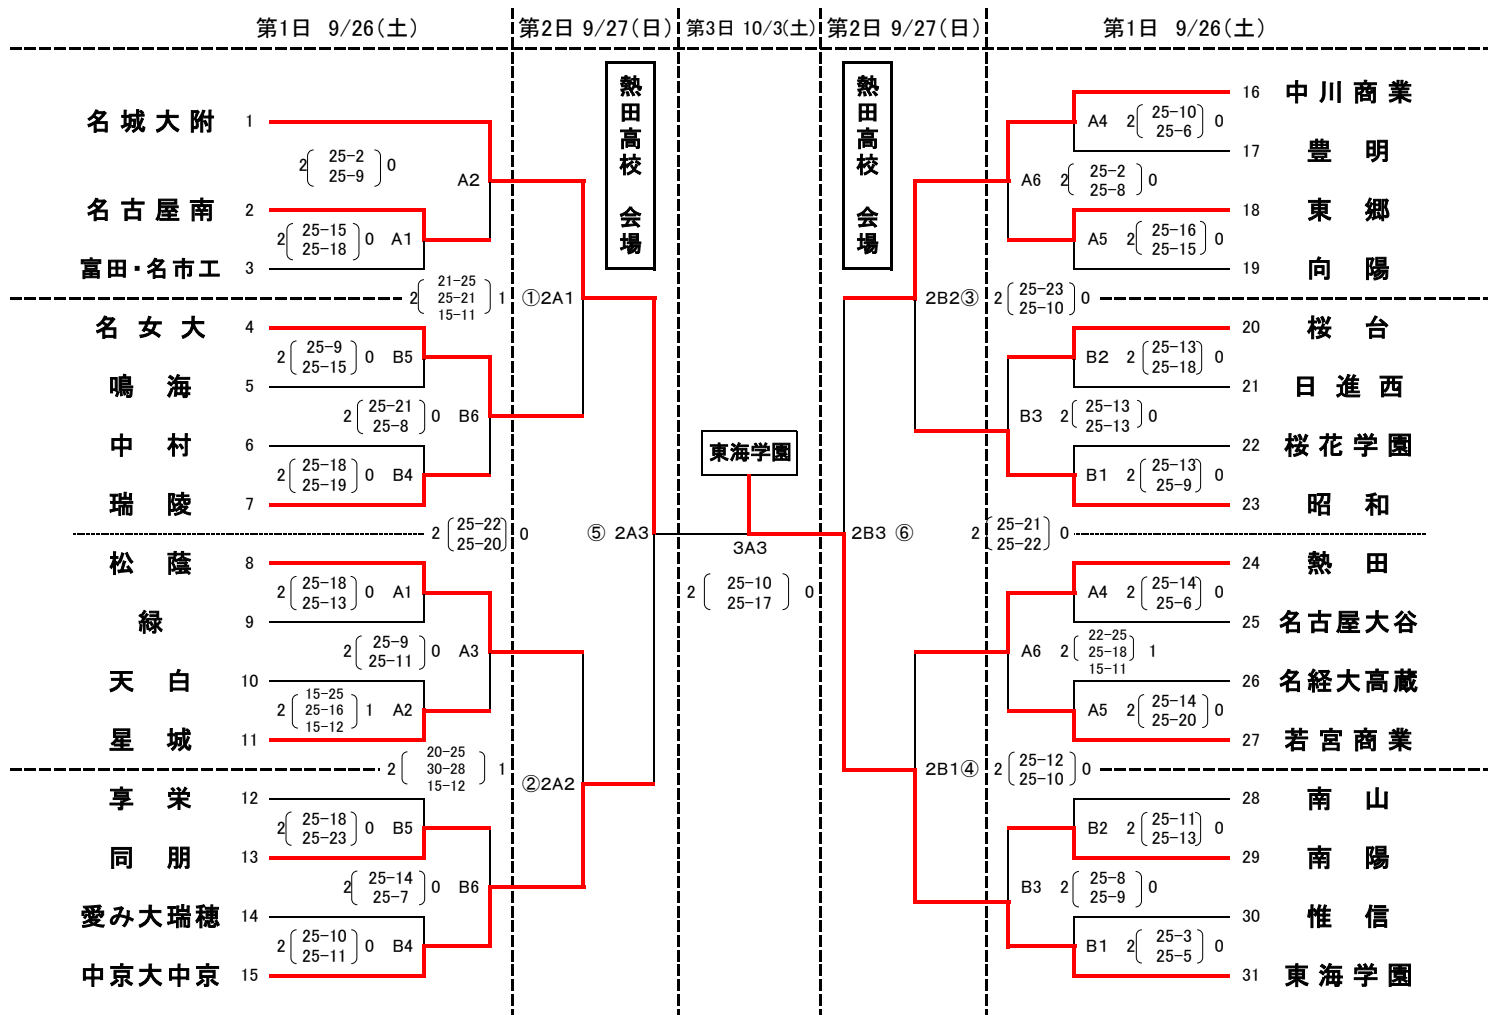 第1日 9/26(土)
第2日 9/27(日)
第3日 10/3(土)
第2日 9/27(日)
第1日 9/26(土)
熱田高校 会場
熱田高校 会場
名城大附 1
2 25-2 0
25-9
A2
名古屋南 2
2 25-15 0 A1
25-18
富田・名市工 3
21-25
2 25-21 1 ①2A1
15-11
名女大 4
2 25-9 0 B5
25-15
鳴海 5
2 25-21 0 B6
25-8
中村 6
2 25-18 0 B4
25-19
瑞陵 7
2 25-22 0 ⑤ 2A3
25-20
松蔭 8
2 25-18 0 A1
25-13
緑 9
2 25-9 0 A3
25-11
天白 10
15-25
2 25-16 1 A2
15-12
星城 11
20-25
2 30-28 1 ②2A2
15-12
享栄 12
2 25-18 0 B5
25-23
同朋 13
2 25-14 0 B6
25-7
愛み大瑞穂 14
2 25-10 0 B4
25-11
中京大中京 15
東海学園
3A3
2 25-10 0
25-17
16 中川商業
A4 2 25-10 0
25-6
17 豊明
A6 2 25-2 0
25-8
18 東郷
A5 2 25-16 0
25-15
19 向陽
2B2③ 2 25-23 0
25-10
20 桜台
B2 2 25-13 0
25-18
21 日進西
B3 2 25-13 0
25-13
22 桜花学園
B1 2 25-13 0
25-9
23 昭和
2B3 ⑥ 2 25-21 0
25-22
24 熱田
A4 2 25-14 0
25-6
25 名古屋大谷
22-25
A6 2 25-18 1
15-11
26 名経大高蔵
A5 2 25-14 0
25-20
27 若宮商業
2B1④ 2 25-12 0
25-10
28 南山
B2 2 25-11 0
25-13
29 南陽
B3 2 25-8 0
25-9
30 惟信
B1 2 25-3 0
25-5
31 東海学園